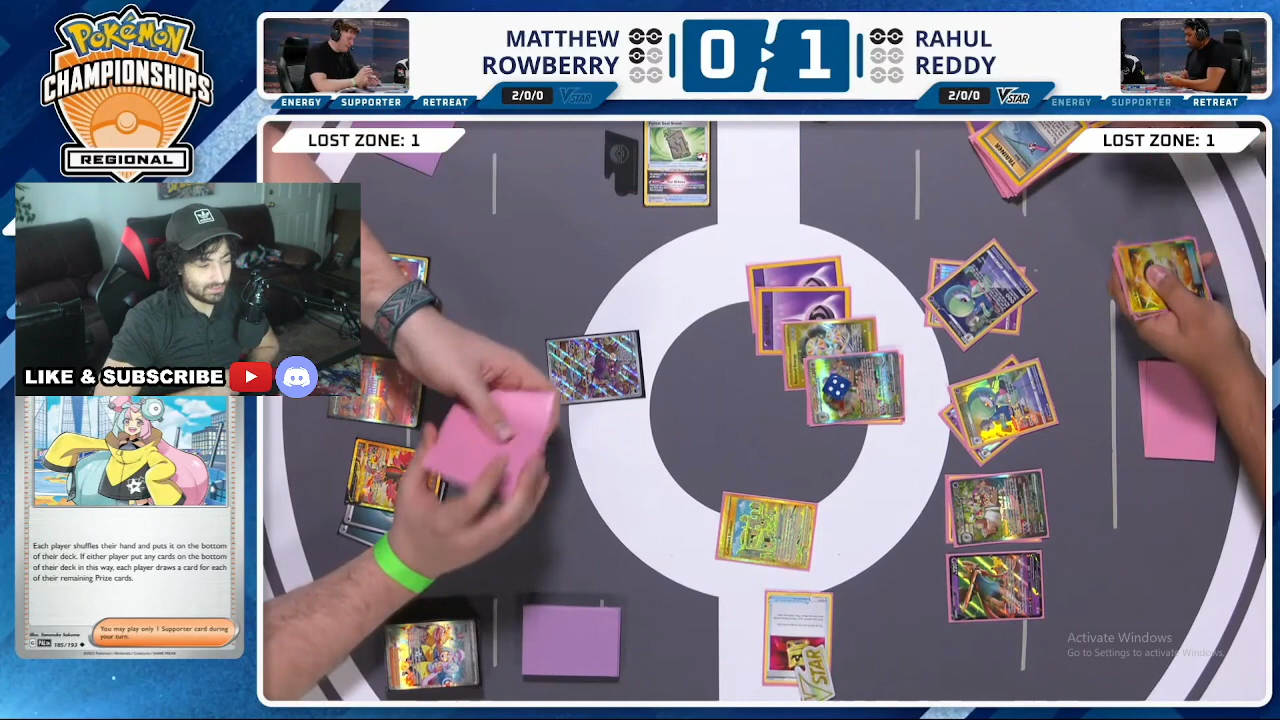 Pokémon
CHAMPIONSHIPS
REGIONAL
MATTHEW
ROWBERRY
0
1
RAHUL
REDDY
ENERGY
SUPPORTER
RETREAT
2/0/0
VSTAR
2/0/0
VSTAR
ENERGY
SUPPORTER
RETREAT
LOST ZONE: 1
LOST ZONE: 1
TRAINER
LIKE & SUBSCRIBE
Each player shuffles their hand and puts it on the bottom
of their deck. If either player put any cards on the bottom
of their deck in this way, each player draws a card for each
of their remaining Prize cards.
You may play only 1 Supporter card during
your turn.
185/193
VSTAR
Activate Windows
Go to Settings to activate Windows.